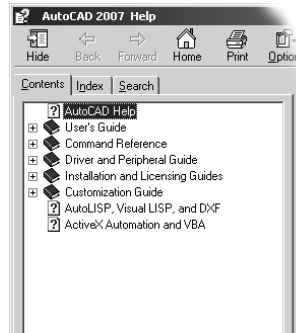 AutoCAD 2007 Help
Hide Back Forward Home Print Optio
Contents Index Search
AutoCAD Help
User's Guide
Command Reference
Driver and Peripheral Guide
Installation and Licensing Guides
Customization Guide
AutoLISP, Visual LISP, and DXF
ActiveX Automation and VBA